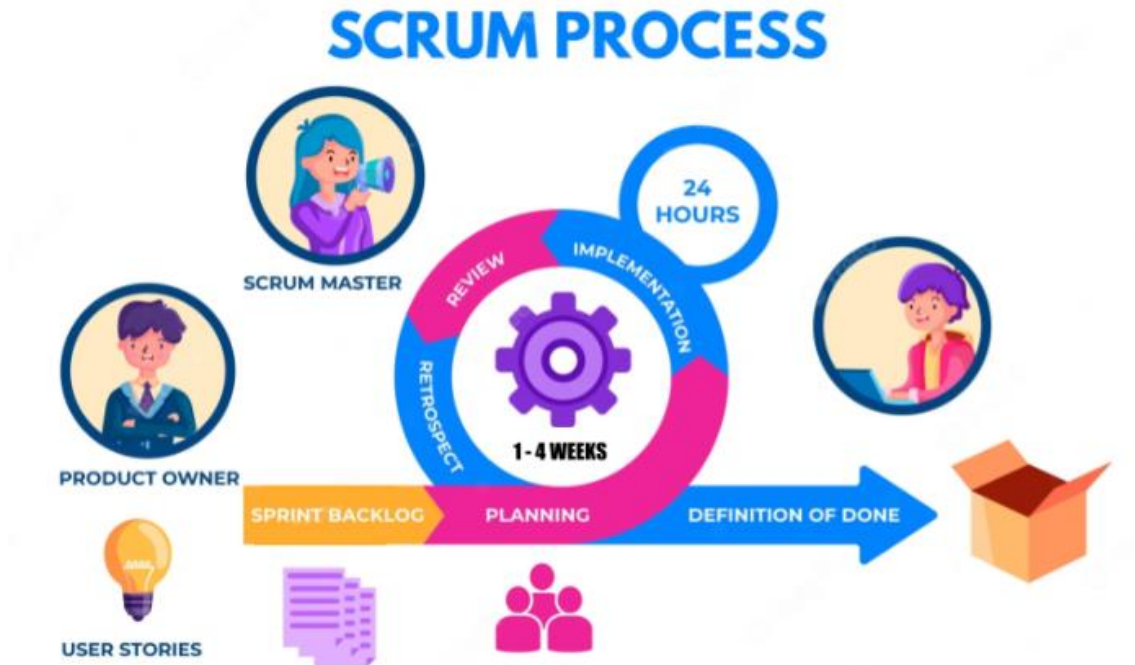 SCRUM PROCESS
24
HOURS
IMPLEMENTATION
REVIEW
SCRUM MASTER
RETROSPECT
1 - 4 WEEKS
PRODUCT OWNER
SPRINT BACKLOG
PLANNING
DEFINITION OF DONE
USER STORIES